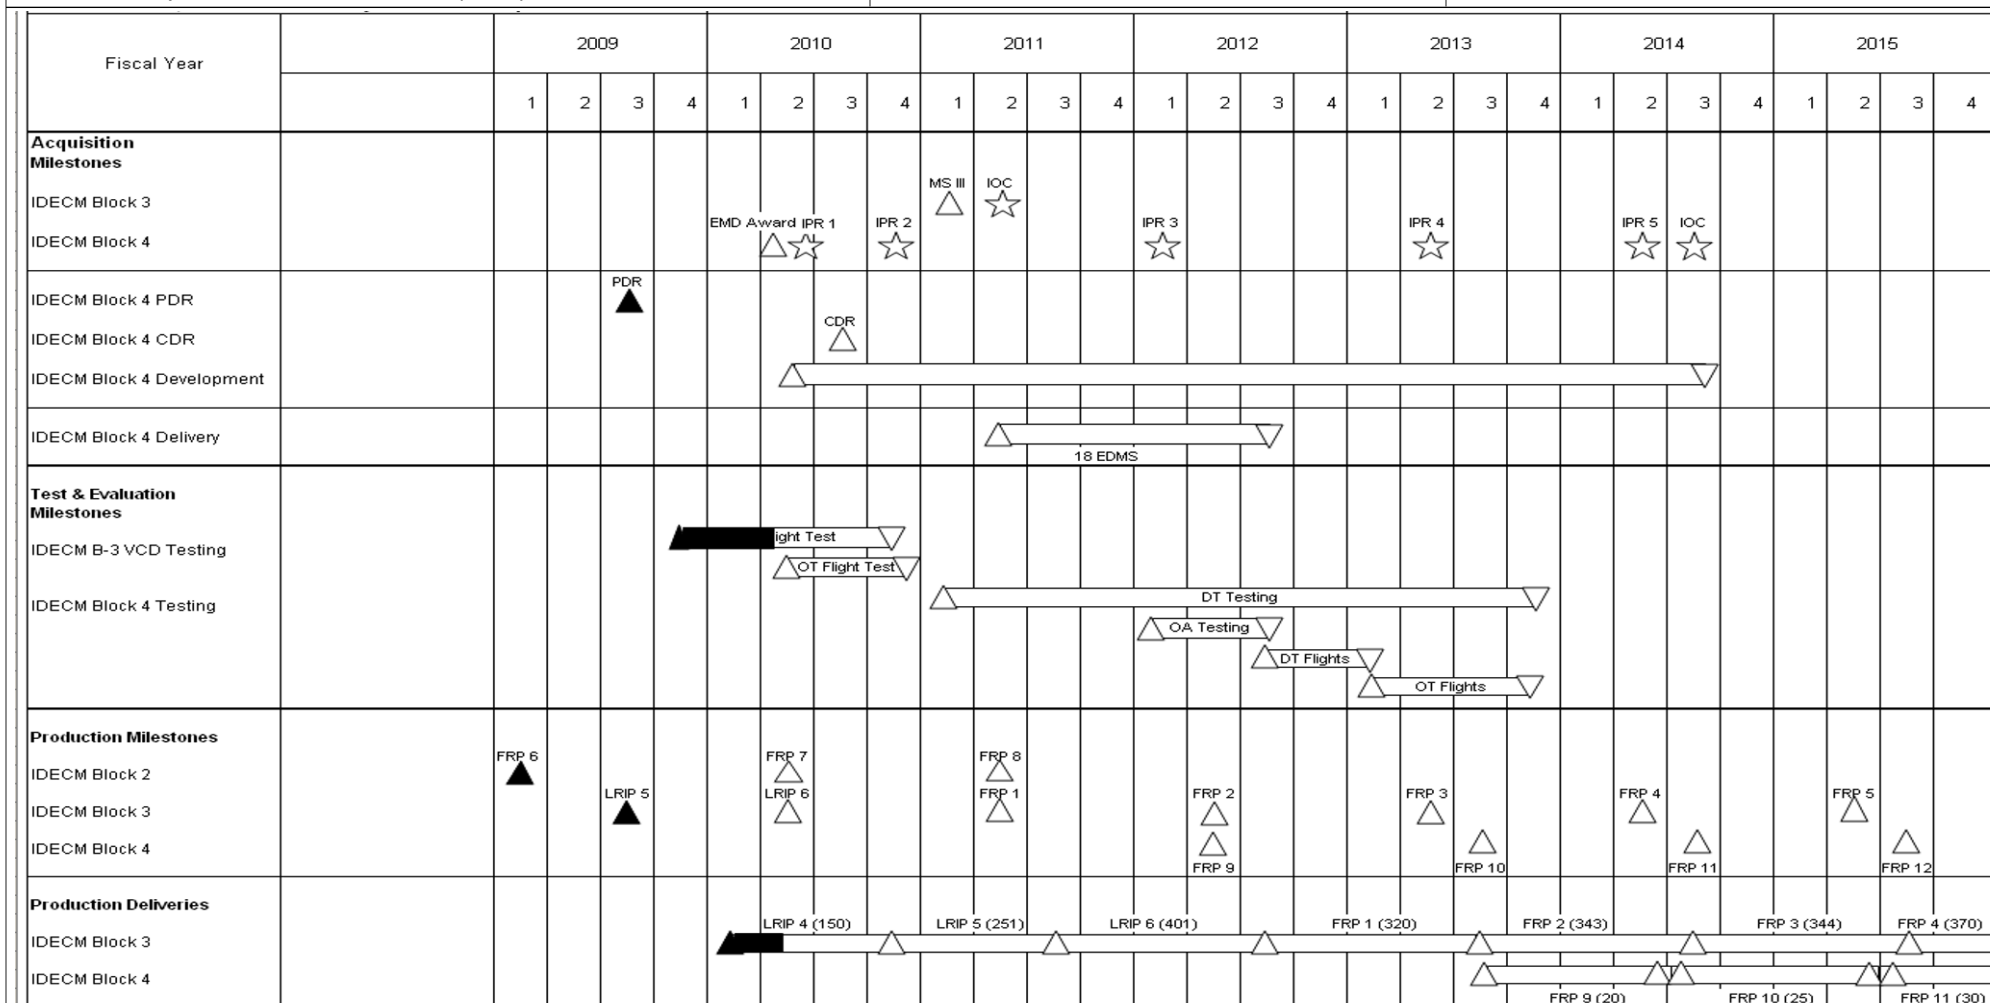 Fiscal Year
2009 2010 2011 2012 2013 2014 2015
1 2 3 4 1 2 3 4 1 2 3 4 1 2 3 4 1 2 3 4 1 2 3 4 1 2 3 4
Acquisition
Milestones
MS III IOC
IDECM Block 3
EMD Award IPR 1 IPR 2 IPR 3 IPR 4 IPR 5 IOC
IDECM Block 4
PDR
IDECM Block 4 PDR
CDR
IDECM Block 4 CDR
IDECM Block 4 Development
IDECM Block 4 Delivery
18 EDMS
Test & Evaluation
Milestones
ight Test
IDECM B-3 VCD Testing
OT Flight Test
DT Testing
IDECM Block 4 Testing
OA Testing
DT Flights
OT Flights
Production Milestones
FRP 6 FRP 7 FRP 8
IDECM Block 2
LRIP 5 LRIP 6 FRP 1 FRP 2 FRP 3 FRP 4 FRP 5
IDECM Block 3
IDECM Block 4
FRP 9 FRP 10 FRP 11 FRP 12
Production Deliveries
LRIP 4 (150) LRIP 5 (251) LRIP 6 (401) FRP 1 (320) FRP 2 (343) FRP 3 (344) FRP 4 (370)
IDECM Block 3
IDECM Block 4
FRP 9 (20) FRP 10 (25) FRP 11 (30)